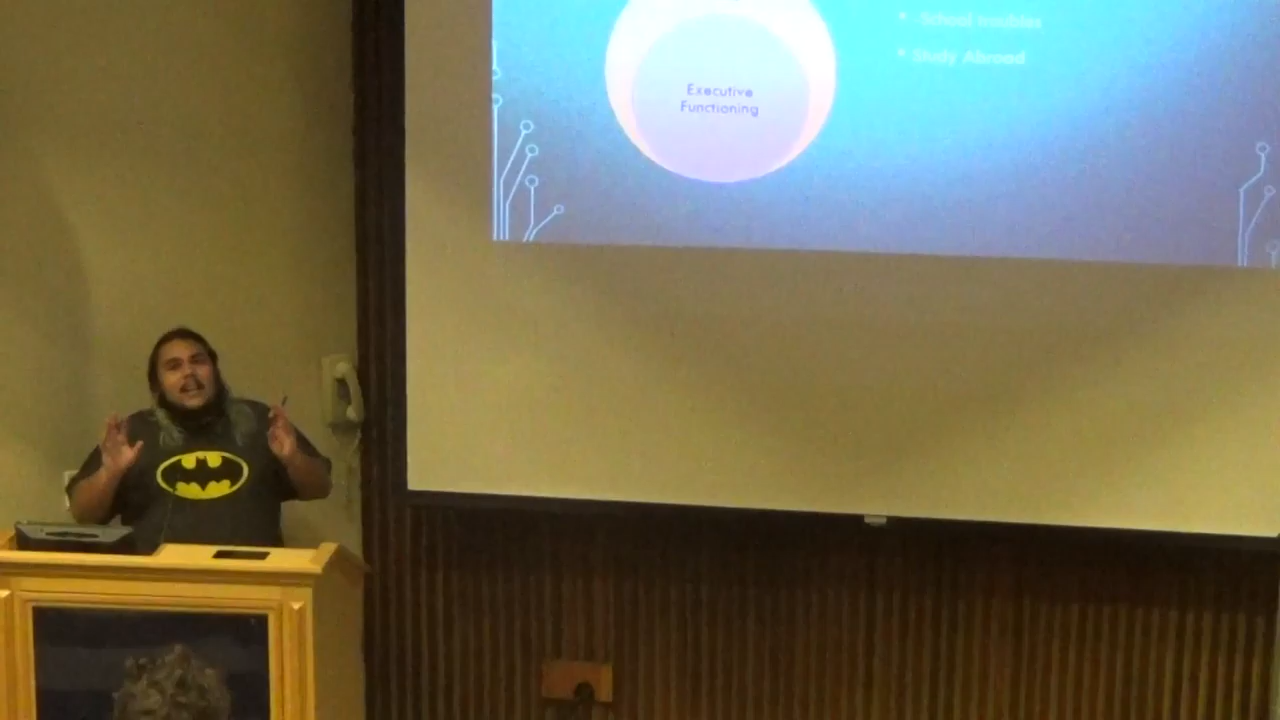 • School troubles
• Study Abroad
Executive
Functioning